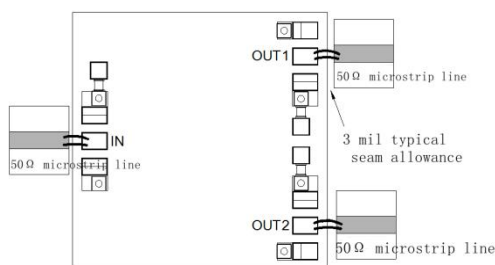 OUT1
50Ω microstrip line
3 mil typical
seam allowance
IN
50Ω microstrip line
OUT2
50Ω microstrip line